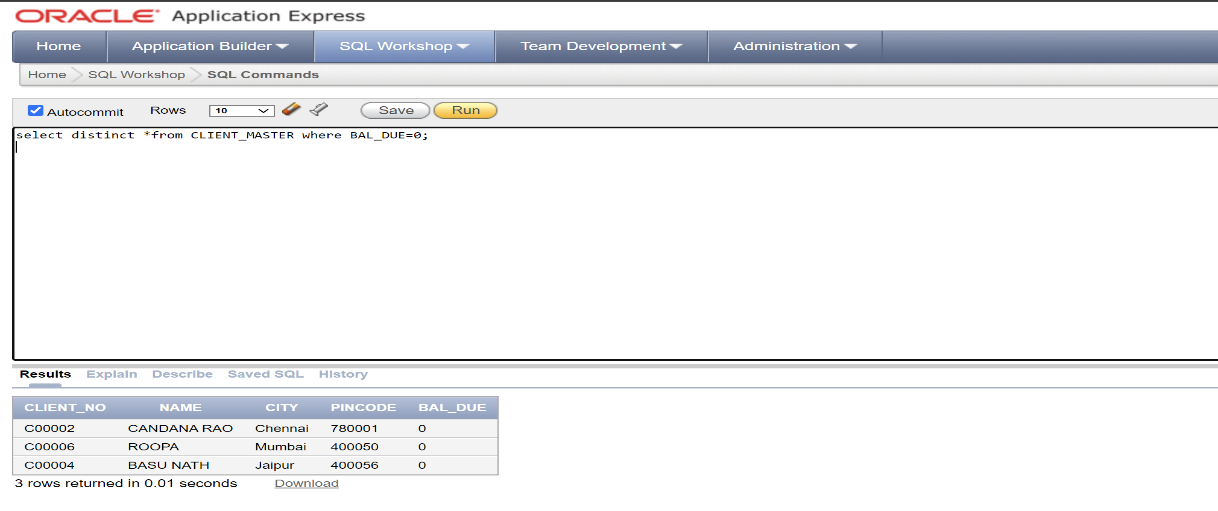 ORACLE Application Express
Home Application Builder SQL Workshop Team Development Administration
Home SQL Workshop SQL Commands
Autocommit Rows 10 Save Run
select distinct *from CLIENT_MASTER where BAL_DUE=0;
Results Explain Describe Saved SQL History
CLIENT_NO NAME CITY PINCODE BAL_DUE
C00002 CANDANA RAO Chennai 780001 0
C00006 ROOPA Mumbai 400050 0
C00004 BASU NATH Jaipur 400056 0
3 rows returned in 0.01 seconds Download